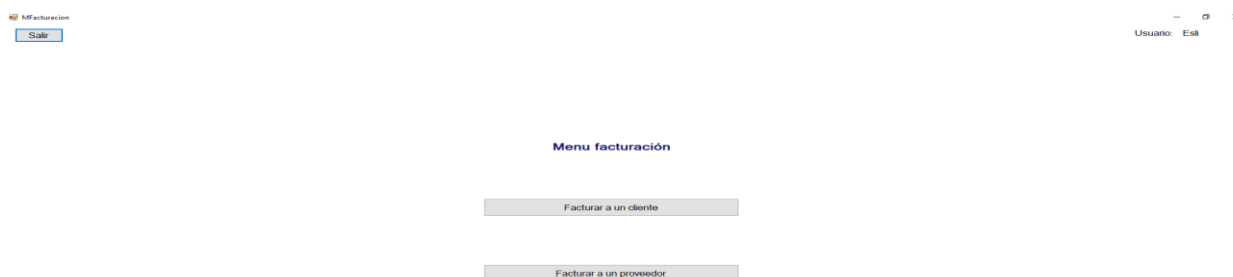 MFacturacion
Salir
Usuario: Esli
Menu facturación
Facturar a un cliente
Facturar a un proveedor